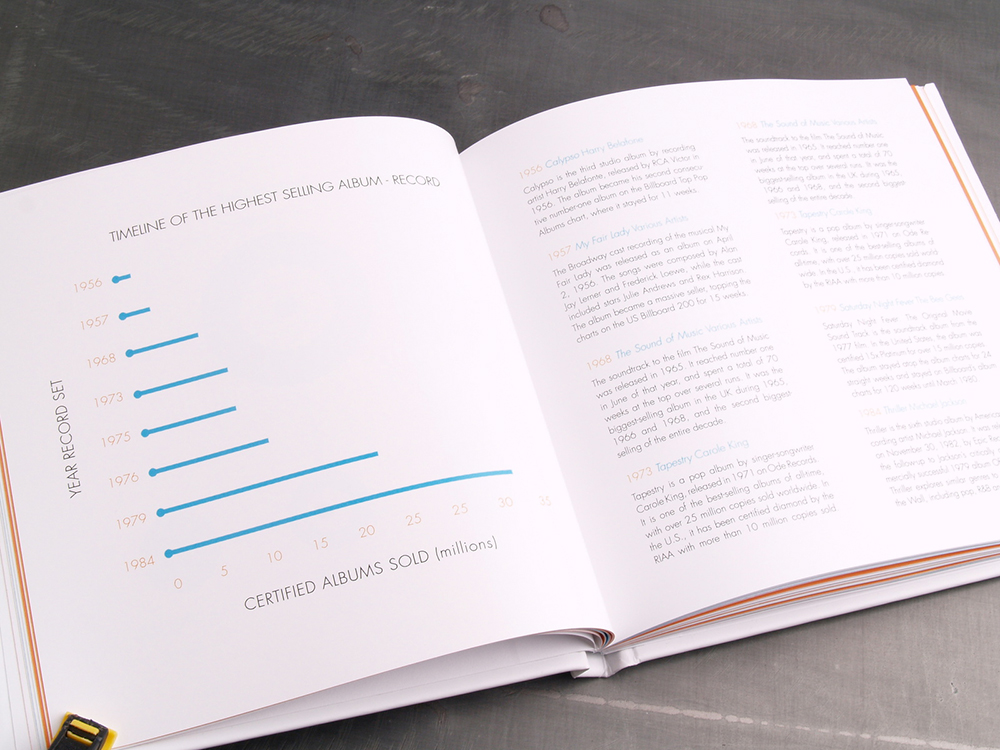 TIMELINE OF THE HIGHEST SELLING ALBUM - RECORD
YEAR RECORD SET
1956
1957
1968
1973
1975
1976
1979
1984
0 5 10 15 20 25 25 30 35
CERTIFIED ALBUMS SOLD (millions)
1956 Calypso Harry Belafonte
Calypso is the third studio album by recording
artist Harry Belafonte, released by RCA Victor in
1956. The album became his second consecu-
tive number-one album on the Billboard Top Pop
Albums chart, where it stayed for 11 weeks.
1957 My Fair Lady Various Artists
The Broadway cast recording of the musical My
Fair Lady was released as an album on April
2, 1956. The songs were composed by Alan
Jay Lerner and Frederick Loewe, while the cast
included stars Julie Andrews and Rex Harrison.
The album became a massive seller, topping the
charts on the US Billboard 200 for 15 weeks.
1968 The Sound of Music Various Artists
The soundtrack to the film The Sound of Music,
was released in 1965. It reached number one
in June of that year, and spent a total of 70
weeks at the top over several runs. It was the
biggest-selling album in the UK during 1965,
1966 and 1968, and the second biggest
selling of the entire decade.
1973 Tapestry Carole King
Tapestry is a pop album by singer-songwriter
Carole King, released in 1971 on Ode Records.
It is one of the best-selling albums of all-time,
with over 25 million copies sold worldwide. In
the U.S., it has been certified diamond by the
RIAA with more than 10 million copies sold
1968 The Sound of Music Various Artists
The soundtrack to the film The Sound of Music,
was released in 1965. It reached number one
in June of that year, and spent a total of 70
weeks at the top over several runs. It was the
biggest-selling album in the UK during 1965,
1966 and 1968, and the second biggest
selling of the entire decade.
1973 Tapestry Carole King
Tapestry is a pop album by singer-songwriter
Carole King, released in 1971 on Ode Re
cords. It is one of the best-selling albums of
all-time, with over 25 million copies sold world
wide. In the U.S., it has been certified diamond
by the RIAA with more than 10 million copies
1979 Saturday Night Fever The Bee Gees
Saturday Night Fever, The Original Movie
Sound Track is the soundtrack album from the
1977 film. In the United States, the album was
certified 15x Platinum for over 15 million copies.
The album stayed atop the album charts for 24
straight weeks and stayed on Billboard's album
charts for 120 weeks until March 1980.
1984 Thriller Michael Jackson
Thriller is the sixth studio album by America
cording artist Michael Jackson. It was rele
on November 30, 1982, by Epic Re
the follow-up to Jackson's critically
mercially successful 1979 album
Thriller explores similar genres to
the Wall, including pop, R&B an